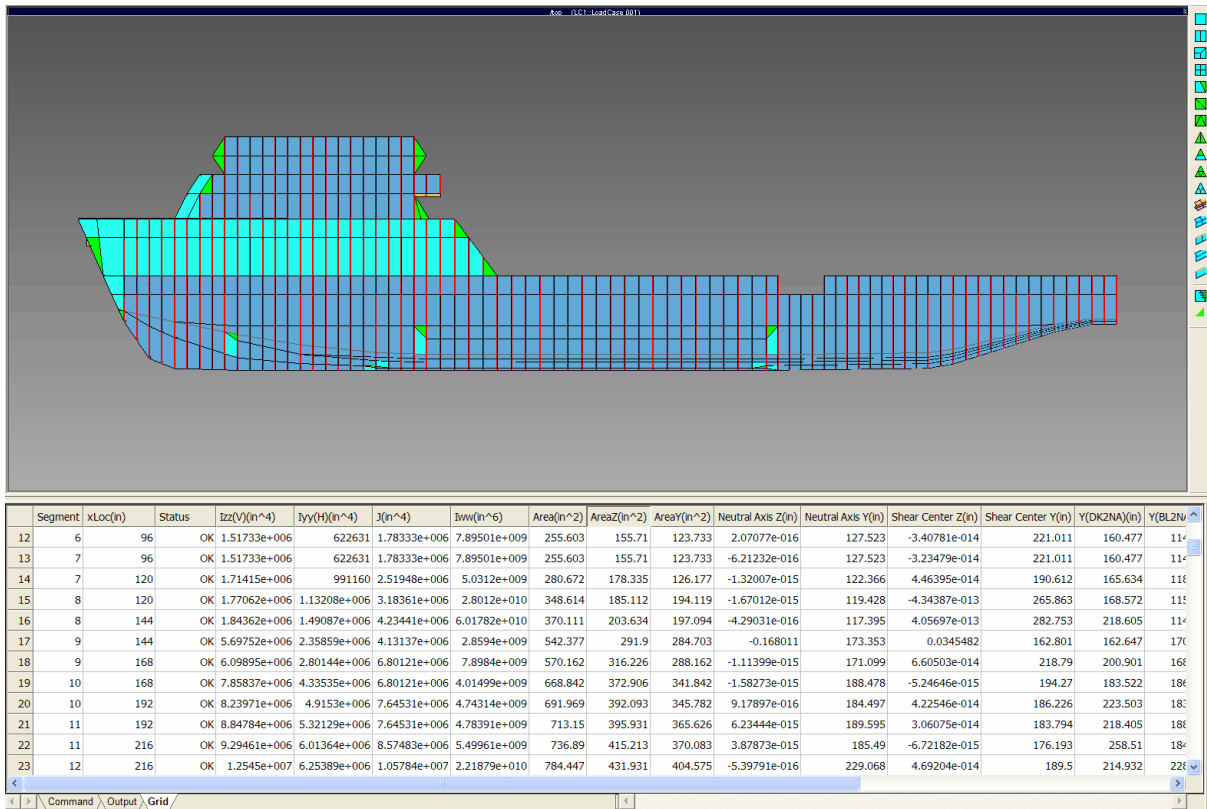 /top (LC1::LoadCase 001)
Segment xLoc(in) Status Izz(V)(in^4) Iyy(H)(in^4) J(in^4) Iww(in^6) Area(in^2) AreaZ(in^2) AreaY(in^2) Neutral Axis Z(in) Neutral Axis Y(in) Shear Center Z(in) Shear Center Y(in) Y(DK2NA)(in) Y(BL2NA
12 6 96 OK 1.51733e+006 622631 1.78333e+006 7.89501e+009 255.603 155.71 123.733 2.07077e-016 127.523 -3.40781e-014 221.011 160.477 114
13 7 96 OK 1.51733e+006 622631 1.78333e+006 7.89501e+009 255.603 155.71 123.733 -6.21232e-016 127.523 -3.23479e-014 221.011 160.477 114
14 7 120 OK 1.71415e+006 991160 2.51948e+006 5.0312e+009 280.672 178.335 126.177 -1.32007e-015 122.366 4.46395e-014 190.612 165.634 118
15 8 120 OK 1.77062e+006 1.13208e+006 3.18361e+006 2.8012e+010 348.614 185.112 194.119 -1.67012e-015 119.428 -4.34387e-013 265.863 168.572 115
16 8 144 OK 1.84362e+006 1.49087e+006 4.23441e+006 6.01782e+010 370.111 203.634 197.094 -4.29031e-016 117.395 4.05697e-013 282.753 218.605 114
17 9 144 OK 5.69752e+006 2.35859e+006 4.13137e+006 2.8594e+009 542.377 291.9 284.703 -0.168011 173.353 0.0345482 162.801 162.647 170
18 9 168 OK 6.09895e+006 2.80144e+006 6.80121e+006 7.8984e+009 570.162 316.226 288.162 -1.11399e-015 171.099 6.60503e-014 218.79 200.901 168
19 10 168 OK 7.85837e+006 4.33535e+006 6.80121e+006 4.01499e+009 668.842 372.906 341.842 -1.58273e-015 188.478 -5.24646e-015 194.27 183.522 186
20 10 192 OK 8.23971e+006 4.9153e+006 7.64531e+006 4.74314e+009 691.969 392.093 345.782 9.17897e-016 184.497 4.22546e-014 186.226 223.503 183
21 11 192 OK 8.84784e+006 5.32129e+006 7.64531e+006 4.78391e+009 713.15 395.931 365.626 6.23444e-015 189.595 3.06075e-014 183.794 218.405 188
22 11 216 OK 9.29461e+006 6.01364e+006 8.57483e+006 5.49961e+009 736.89 415.213 370.083 3.87873e-015 185.49 -6.72182e-015 176.193 258.51 184
23 12 216 OK 1.2545e+007 6.25389e+006 1.05784e+007 2.21879e+010 784.447 431.931 404.575 -5.39791e-016 229.068 4.69204e-014 189.5 214.932 228
Command Output Grid